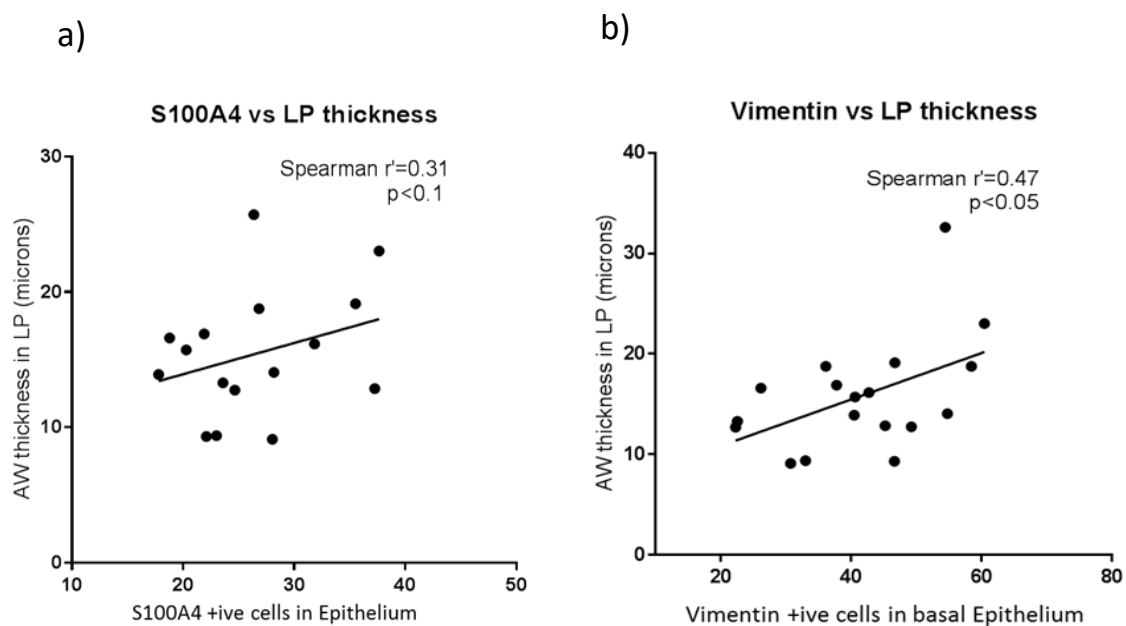 a)
S100A4 vs LP thickness
Spearman r'=0.31
p<0.1
30
20
10
0
AW thickness in LP (microns)
10 20 30 40 50
S100A4 +ive cells in Epithelium
b)
Vimentin vs LP thickness
Spearman r'=0.47
p<0.05
40
30
20
10
0
AW thickness in LP (microns)
20 40 60 80
Vimentin +ive cells in basal Epithelium